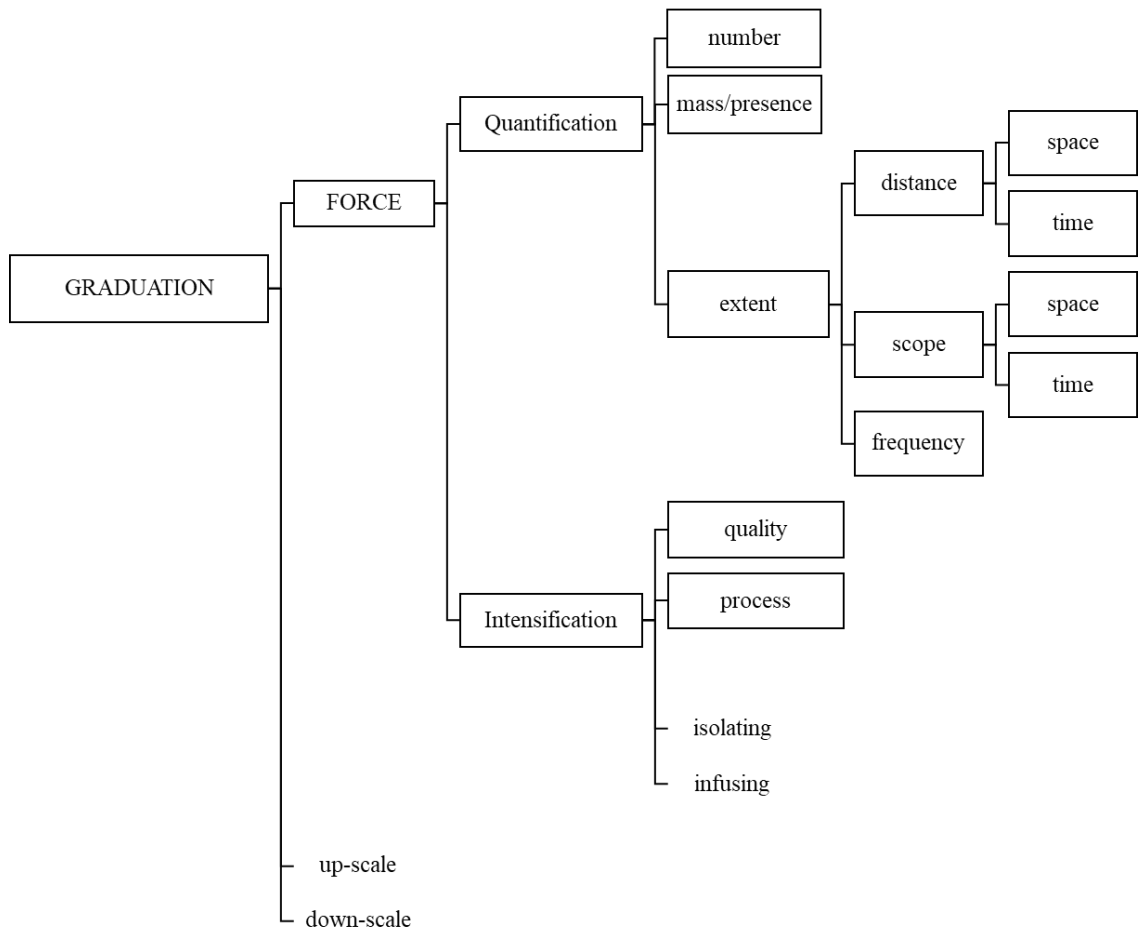 number
mass/presence
Quantification
space
distance
time
FORCE
GRADUATION
extent
space
scope
time
frequency
quality
process
Intensification
isolating
infusing
up-scale
down-scale